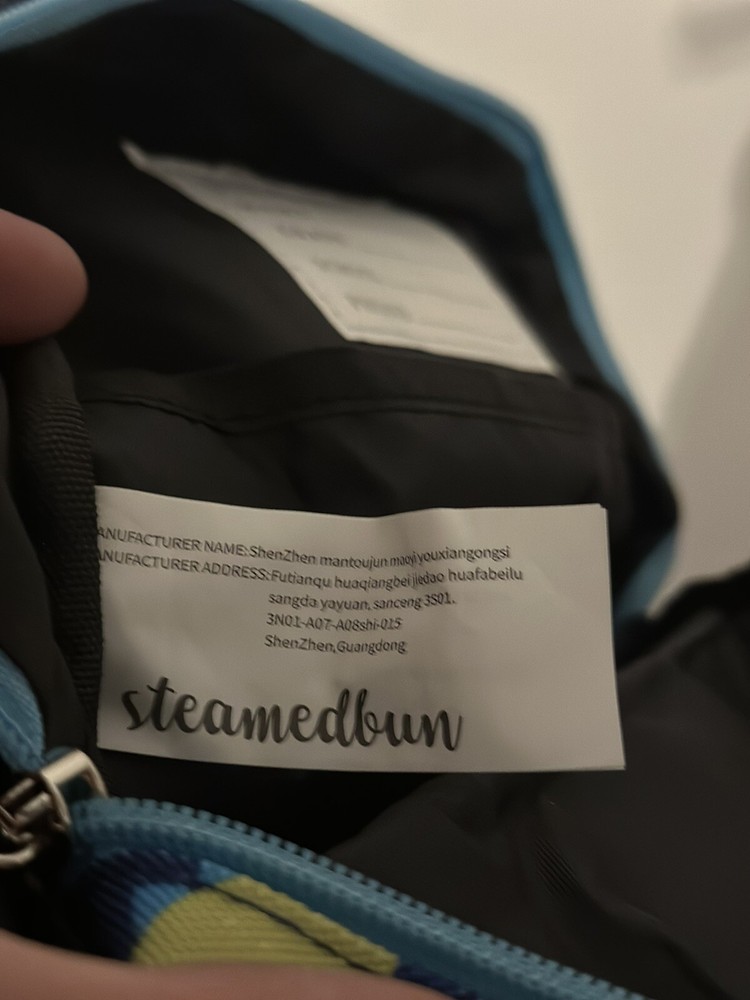 ANUFACTURER NAME:ShenZhen mantoujun maoyi youxiangongsi
ANUFACTURER ADDRESS:Futianqu huaqiangbei jiedao huafabeilu
sangda yayuan, sanceng 3S01.
3N01-A07-A08shi-015
ShenZhen,Guangdong
steamedbun